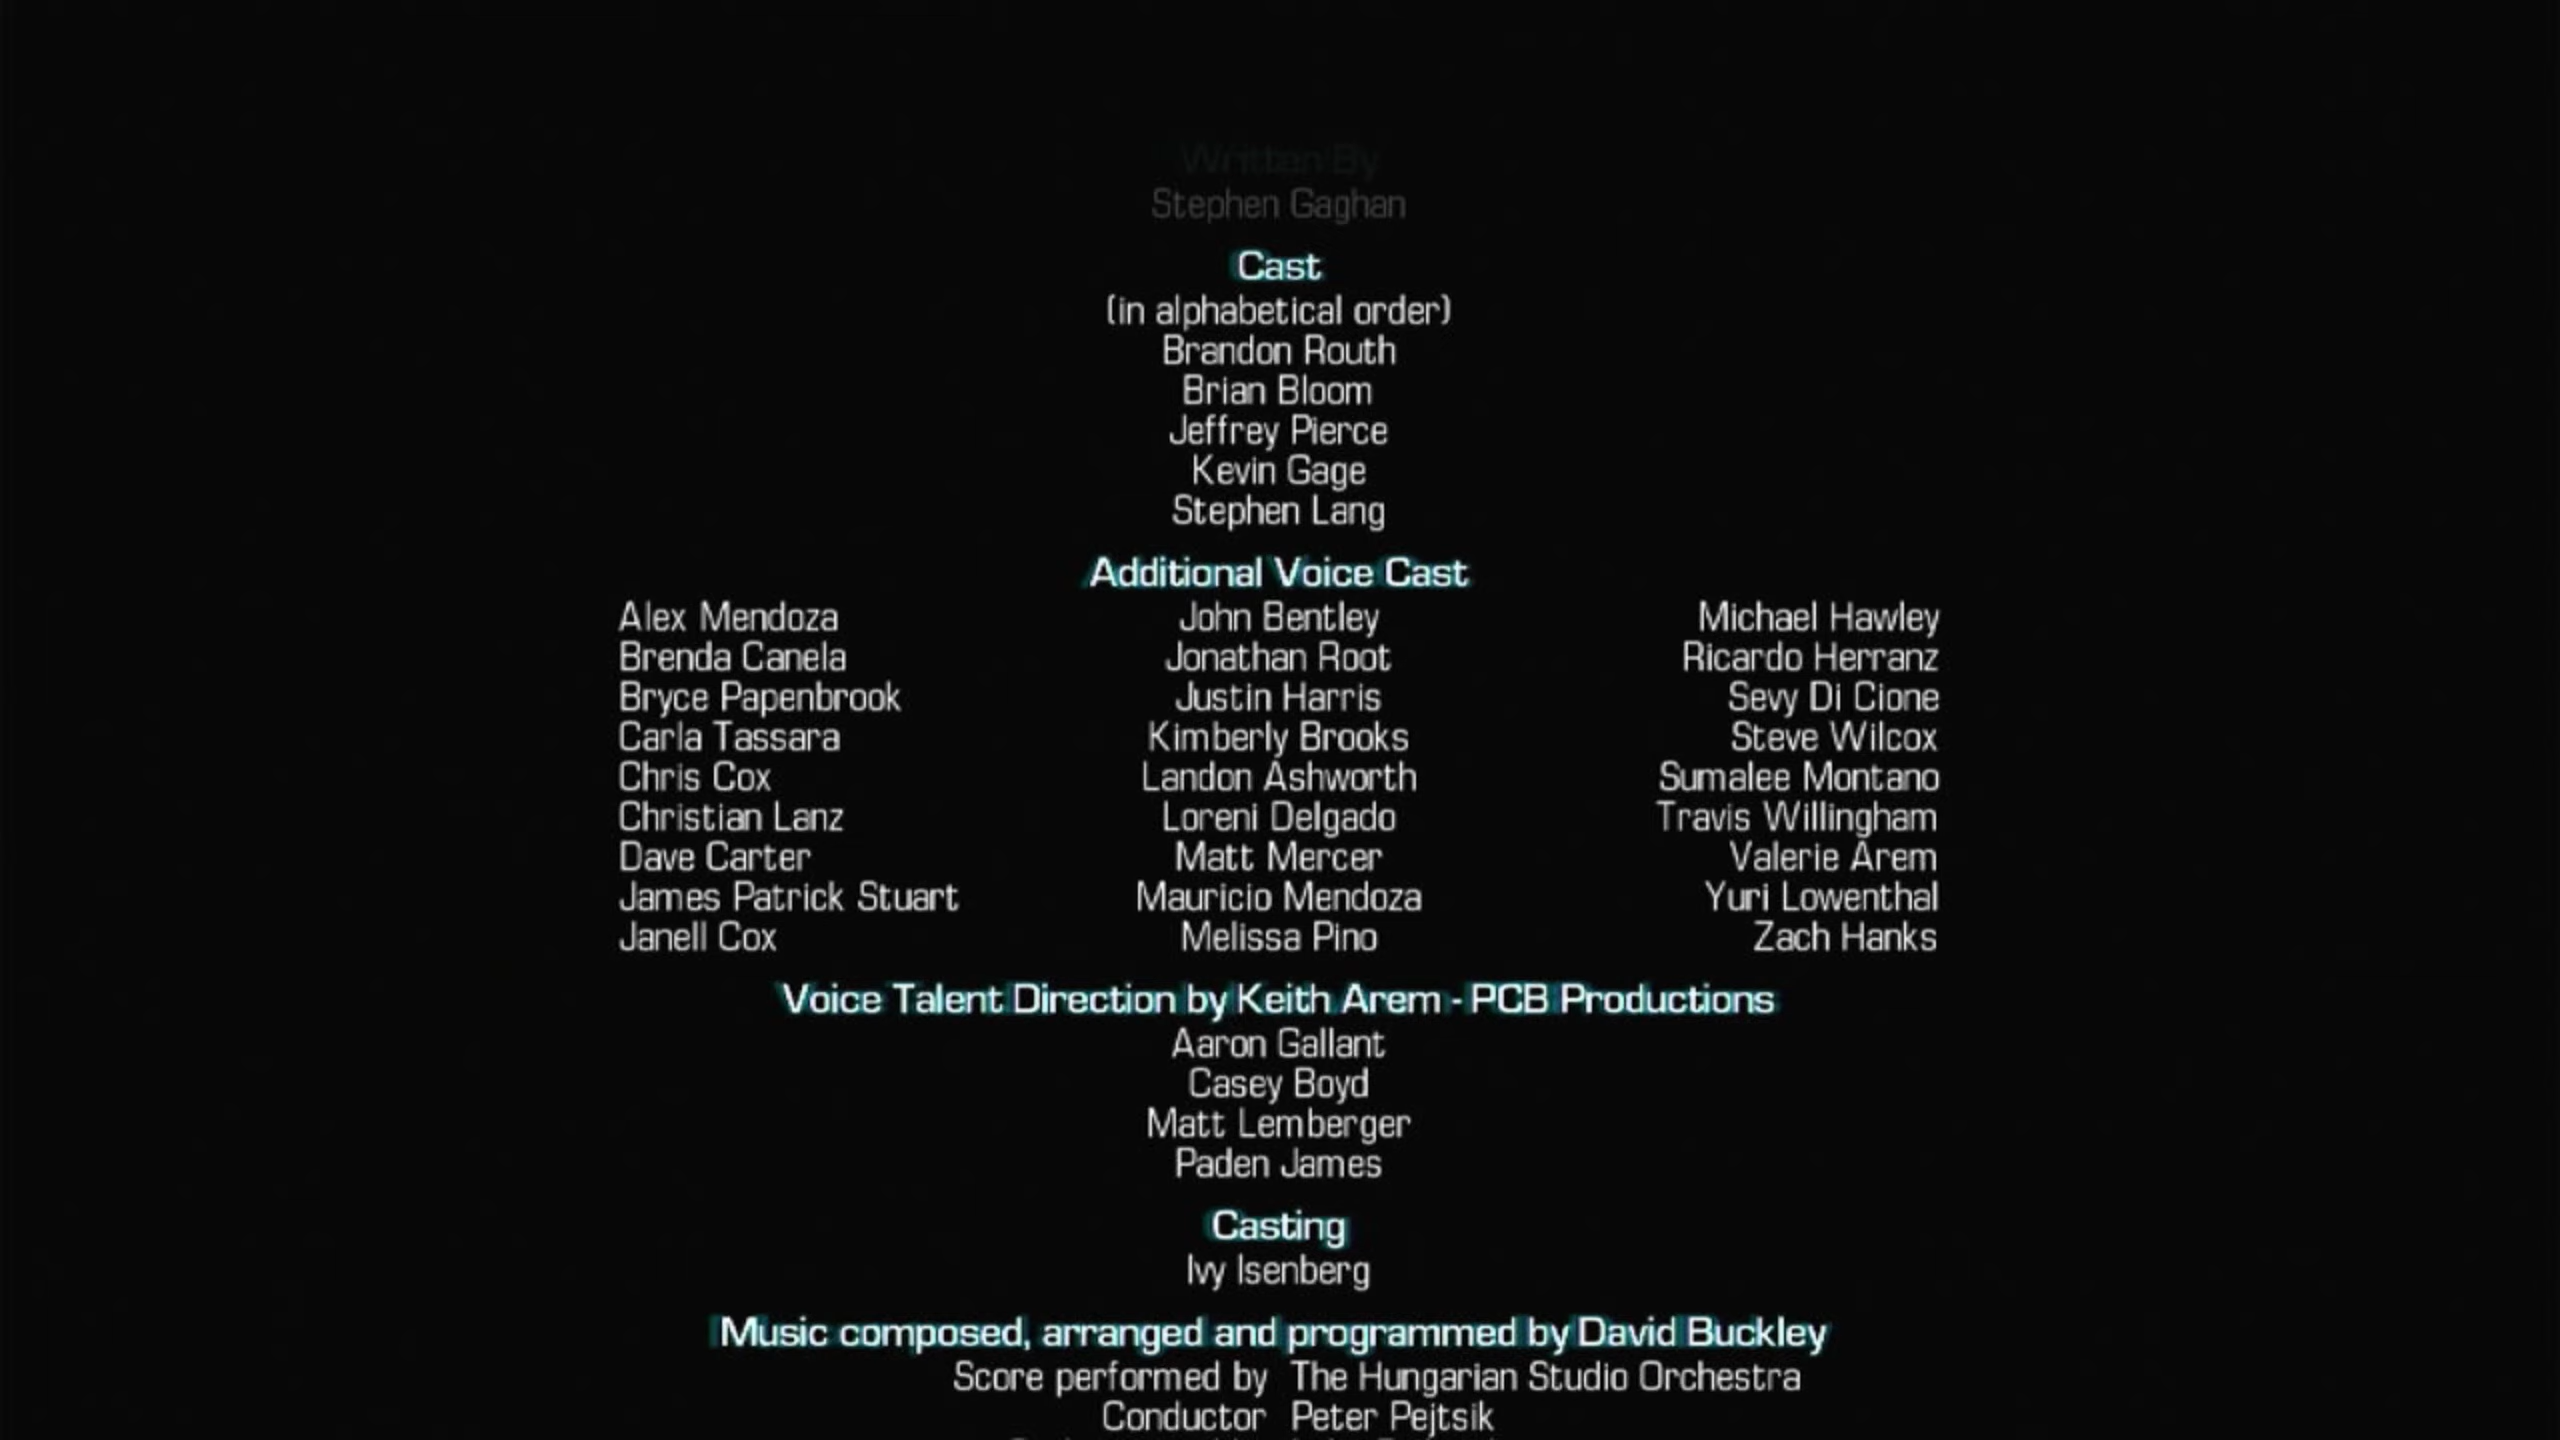 Written By
Stephen Gaghan
Cast
(in alphabetical order)
Brandon Routh
Brian Bloom
Jeffrey Pierce
Kevin Gage
Stephen Lang
Additional Voice Cast
Alex Mendoza John Bentley Michael Hawley
Brenda Canela Jonathan Root Ricardo Herranz
Bryce Papenbrook Justin Harris Sevy Di Cione
Carla Tassara Kimberly Brooks Steve Wilcox
Chris Cox Landon Ashworth Sumalee Montano
Christian Lanz Loreni Delgado Travis Willingham
Dave Carter Matt Mercer Valerie Arem
James Patrick Stuart Mauricio Mendoza Yuri Lowenthal
Janell Cox Melissa Pino Zach Hanks
Voice Talent Direction by Keith Arem - PCB Productions
Aaron Gallant
Casey Boyd
Matt Lemberger
Paden James
Casting
Ivy Isenberg
Music composed, arranged and programmed by David Buckley
Score performed by The Hungarian Studio Orchestra
Conductor Peter Pejtsik